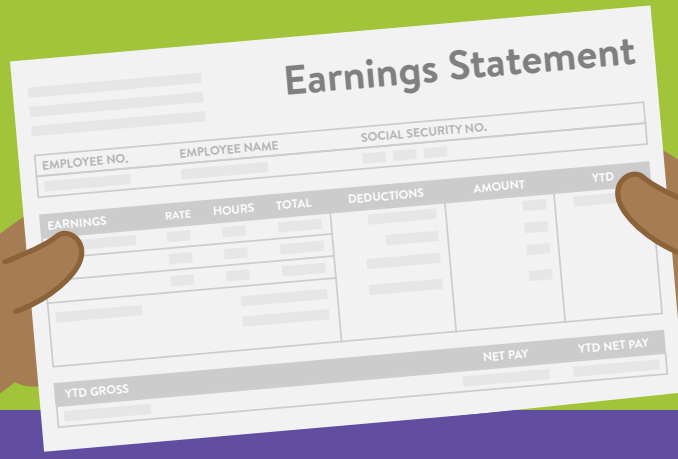 Earnings Statement
EMPLOYEE NO. EMPLOYEE NAME SOCIAL SECURITY NO.
EARNINGS RATE HOURS TOTAL DEDUCTIONS AMOUNT YTD
YTD GROSS NET PAY YTD NET PAY